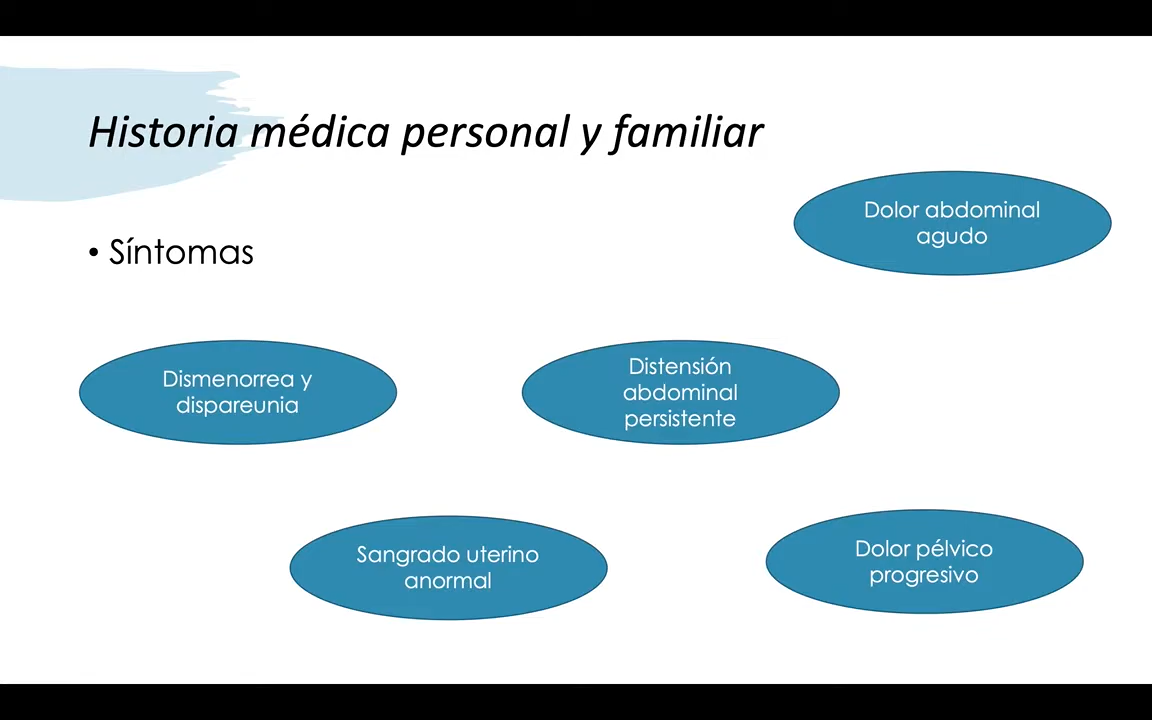 Historia médica personal y familiar
Dolor abdominal
agudo
• Síntomas
Dismenorrea y
dispareunia
Distensión
abdominal
persistente
Sangrado uterino
anormal
Dolor pélvico
progresivo